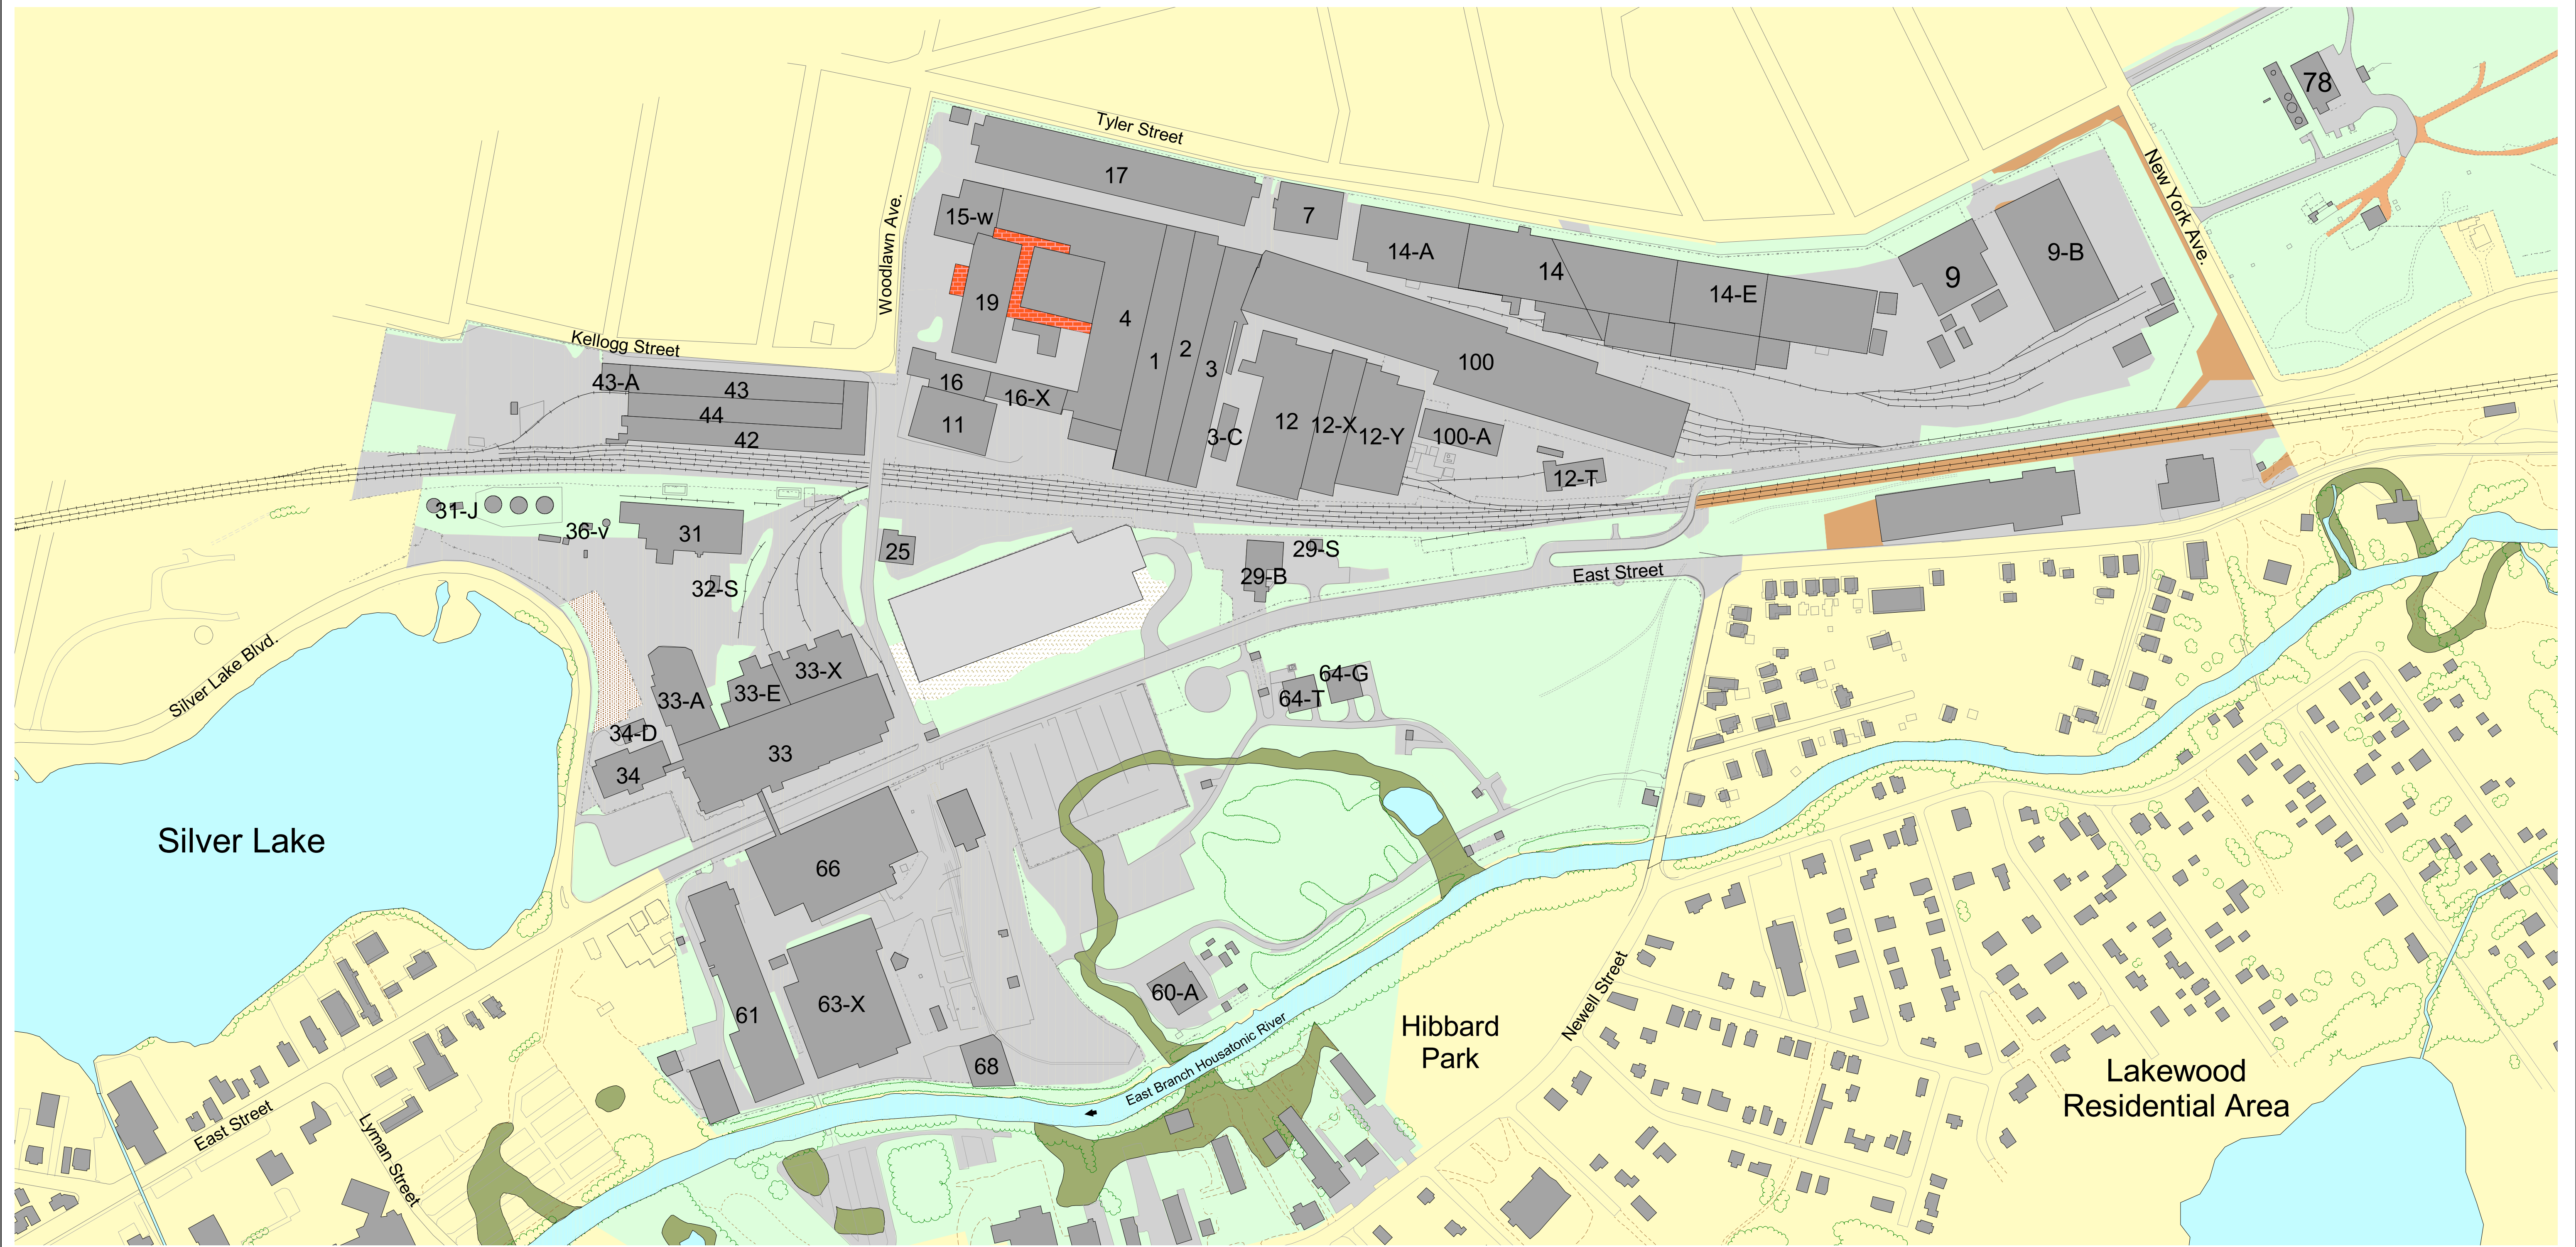 78
Tyler Street
New York Ave.
17
15-w
7
14-A
14
14-E
9
9-B
Woodlawn Ave.
19
4
1
2
3
100
Kellogg Street
43-A
43
44
42
16
16-X
11
3-C
12
12-X
12-Y
100-A
12-T
31-J
36-v
31
32-S
25
29-S
29-B
East Street
Silver Lake Blvd.
33-A
33-E
33-X
34-D
34
33
64-G
64-T
Silver Lake
66
61
63-X
60-A
68
East Branch Housatonic River
Newell Street
Hibbard
Park
Lakewood
Residential Area
East Street
Lyman Street